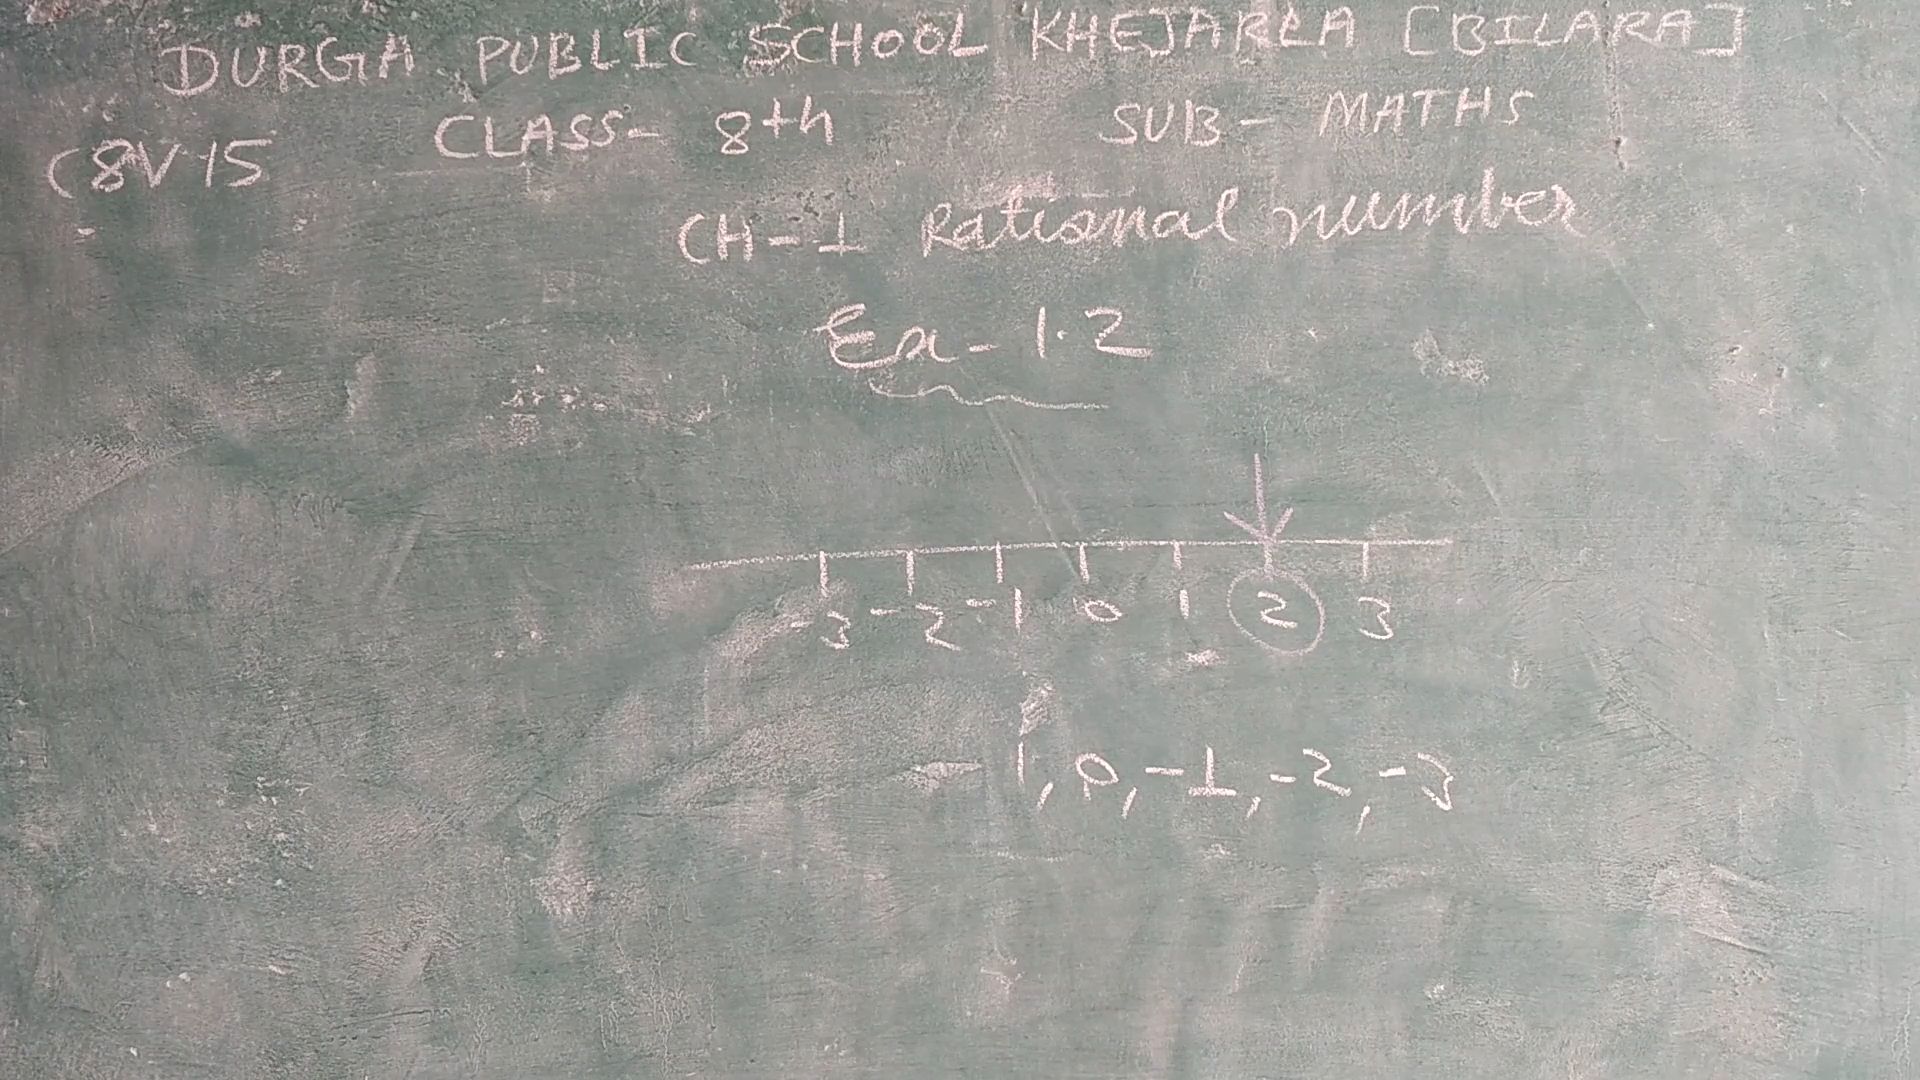 DURGA PUBLIC SCHOOL KHEJARLA [BILARA]
(8V15 CLASS- 8th SUB- MATHS
CH-1 Rational number
Ex-1.2
-3 -2 -1 0 1 2 3
1, 0, -1, -2, -3